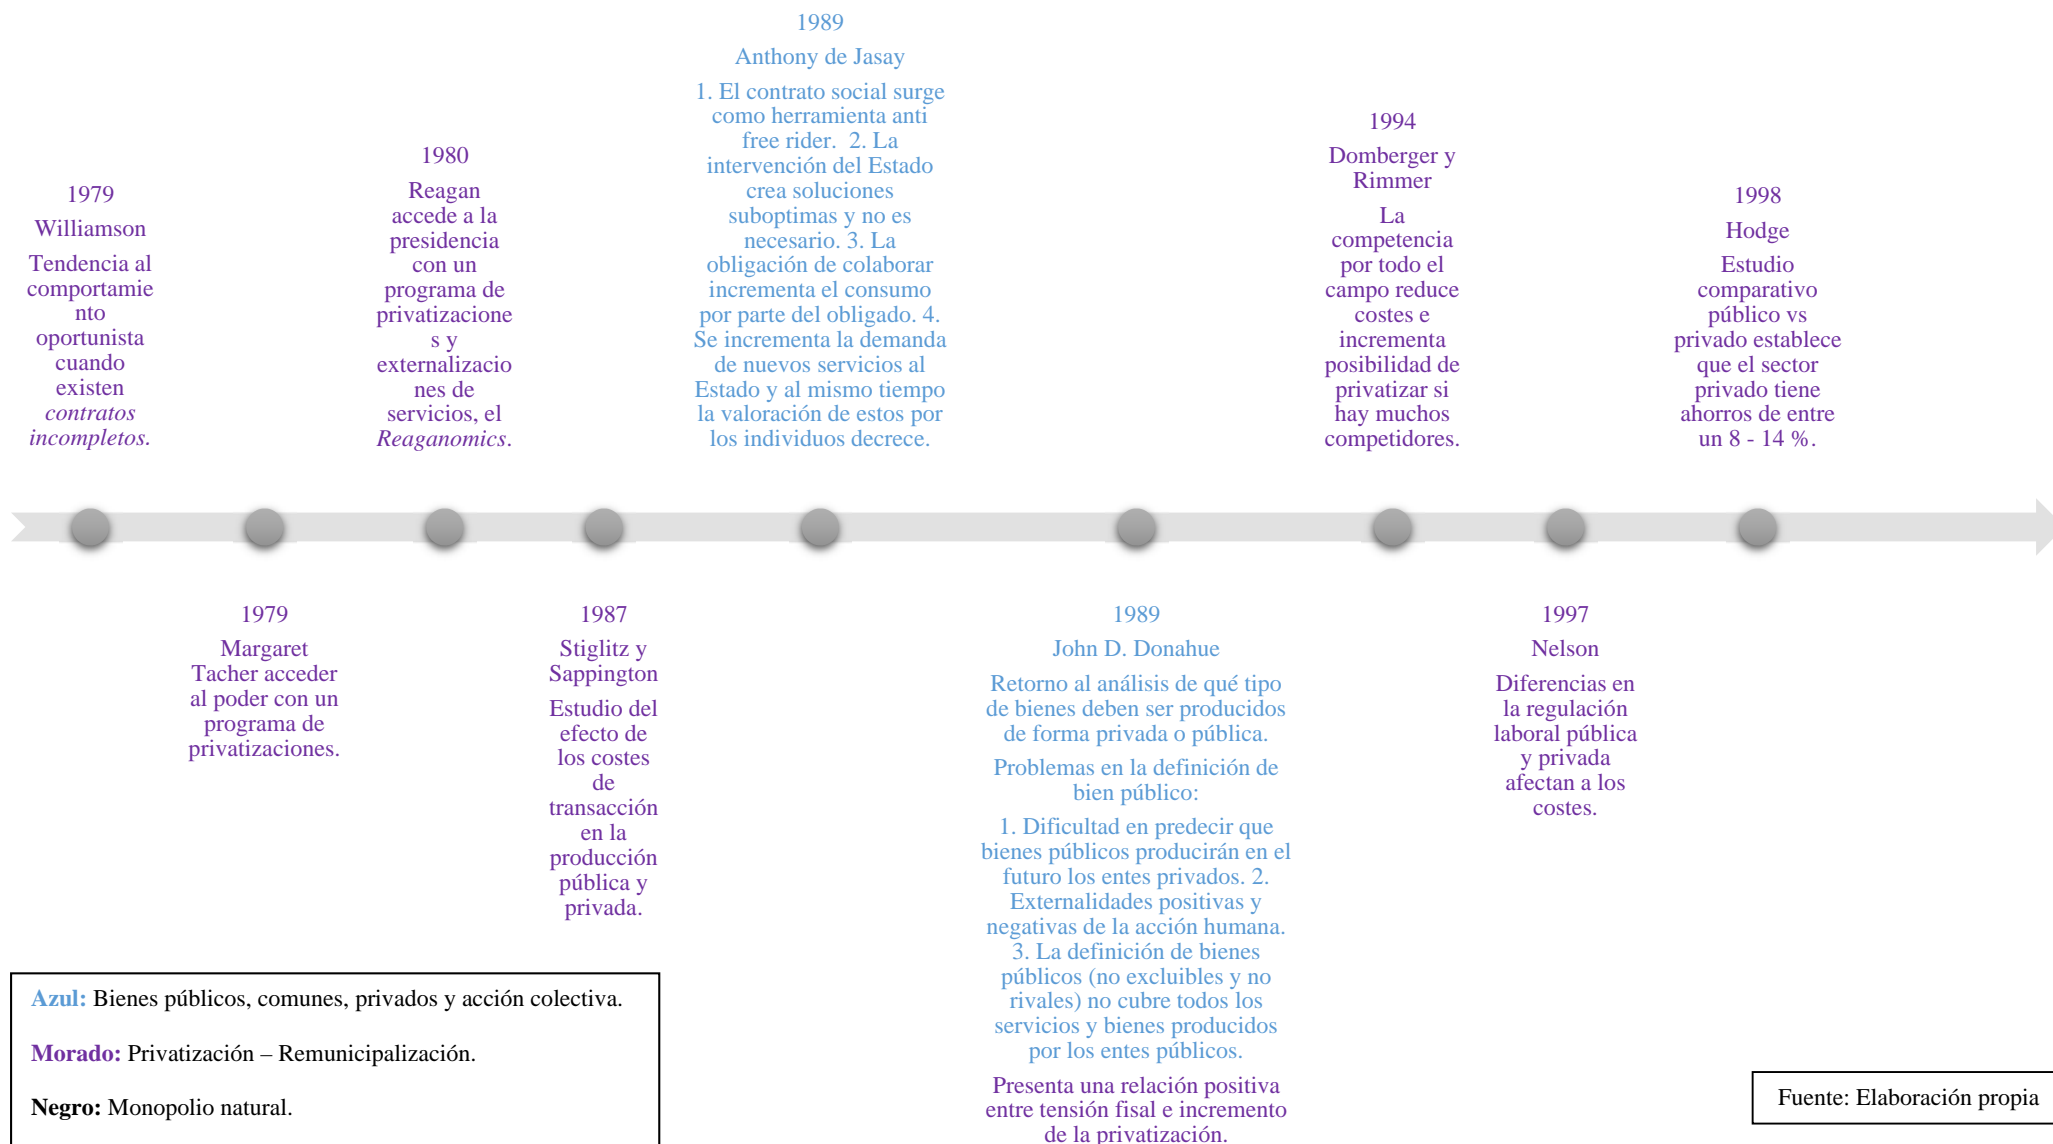 1979
Williamson
Tendencia al
comportamie
nto
oportunista
cuando
existen
contratos
incompletos.
1979
Margaret
Tacher acceder
al poder con un
programa de
privatizaciones.
1980
Reagan
accede a la
presidencia
con un
programa de
privatizacione
s y
externalizacio
nes de
servicios, el
Reaganomics.
1987
Stiglitz y
Sappington
Estudio del
efecto de
los costes
de
transacción
en la
producción
pública y
privada.
1989
Anthony de Jasay
1. El contrato social surge
como herramienta anti
free rider. 2. La
intervención del Estado
crea soluciones
suboptimas y no es
necesario. 3. La
obligación de colaborar
incrementa el consumo
por parte del obligado. 4.
Se incrementa la demanda
de nuevos servicios al
Estado y al mismo tiempo
la valoración de estos por
los individuos decrece.
1989
John D. Donahue
Retorno al análisis de qué tipo
de bienes deben ser producidos
de forma privada o pública.
Problemas en la definición de
bien público:
1. Dificultad en predecir que
bienes públicos producirán en el
futuro los entes privados. 2.
Externalidades positivas y
negativas de la acción humana.
3. La definición de bienes
públicos (no excluibles y no
rivales) no cubre todos los
servicios y bienes producidos
por los entes públicos.
Presenta una relación positiva
entre tensión fisal e incremento
de la privatización.
1994
Domberger y
Rimmer
La
competencia
por todo el
campo reduce
costes e
incrementa
posibilidad de
privatizar si
hay muchos
competidores.
1997
Nelson
Diferencias en
la regulación
laboral pública
y privada
afectan a los
costes.
1998
Hodge
Estudio
comparativo
público vs
privado establece
que el sector
privado tiene
ahorros de entre
un 8 - 14 %.
Azul: Bienes públicos, comunes, privados y acción colectiva.
Morado: Privatización – Remunicipalización.
Negro: Monopolio natural.
Fuente: Elaboración propia